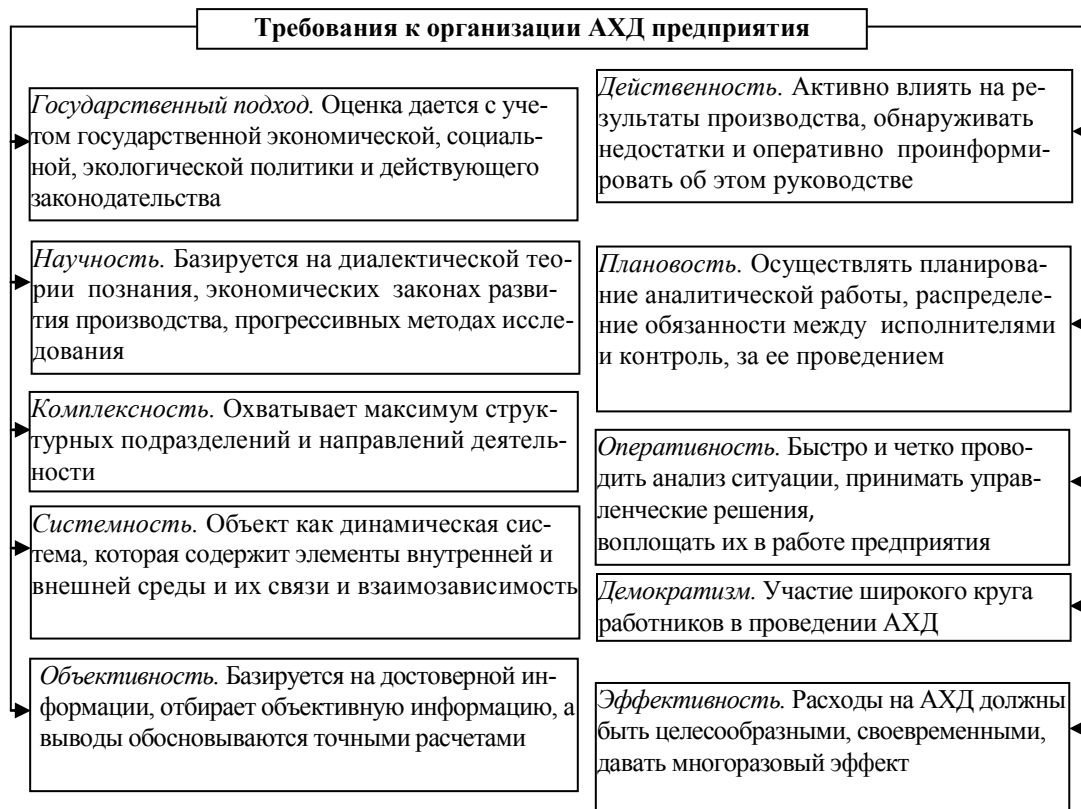 Требования к организации АХД предприятия
Государственный подход. Оценка дается с уче-
том государственной экономической, социаль-
ной, экологической политики и действующего
законодательства
Научность. Базируется на диалектической тео-
рии познания, экономических законах разви
тия производства, прогрессивных методах иссле-
дования
Комплексность. Охватывает максимум струк-
турных подразделений и направлений деятель-
ности
Системность. Объект как динамическая сис-
тема, которая содержит элементы внутренней и
внешней среды и их связи и взаимозависимость
Объективность. Базируется на достоверной ин-
формации, отбирает объективную информацию, а
выводы обосновываются точными расчетами
Действенность. Активно влиять на ре-
зультаты производства, обнаруживать
недостатки и оперативно проинформи-
ровать об этом руководстве
Плановость. Осуществлять планирова-
ние аналитической работы, распределе-
ние обязанности между исполнителями
и контроль, за ее проведением
Оперативность. Быстро и четко прово-
дить анализ ситуации, принимать управ-
ленческие решения,
воплощать их в работе предприятия
Демократизм. Участие широкого круга
работников в проведении АХД
Эффективность. Расходы на АХД должны
быть целесообразными, своевременными,
давать многоразовый эффект